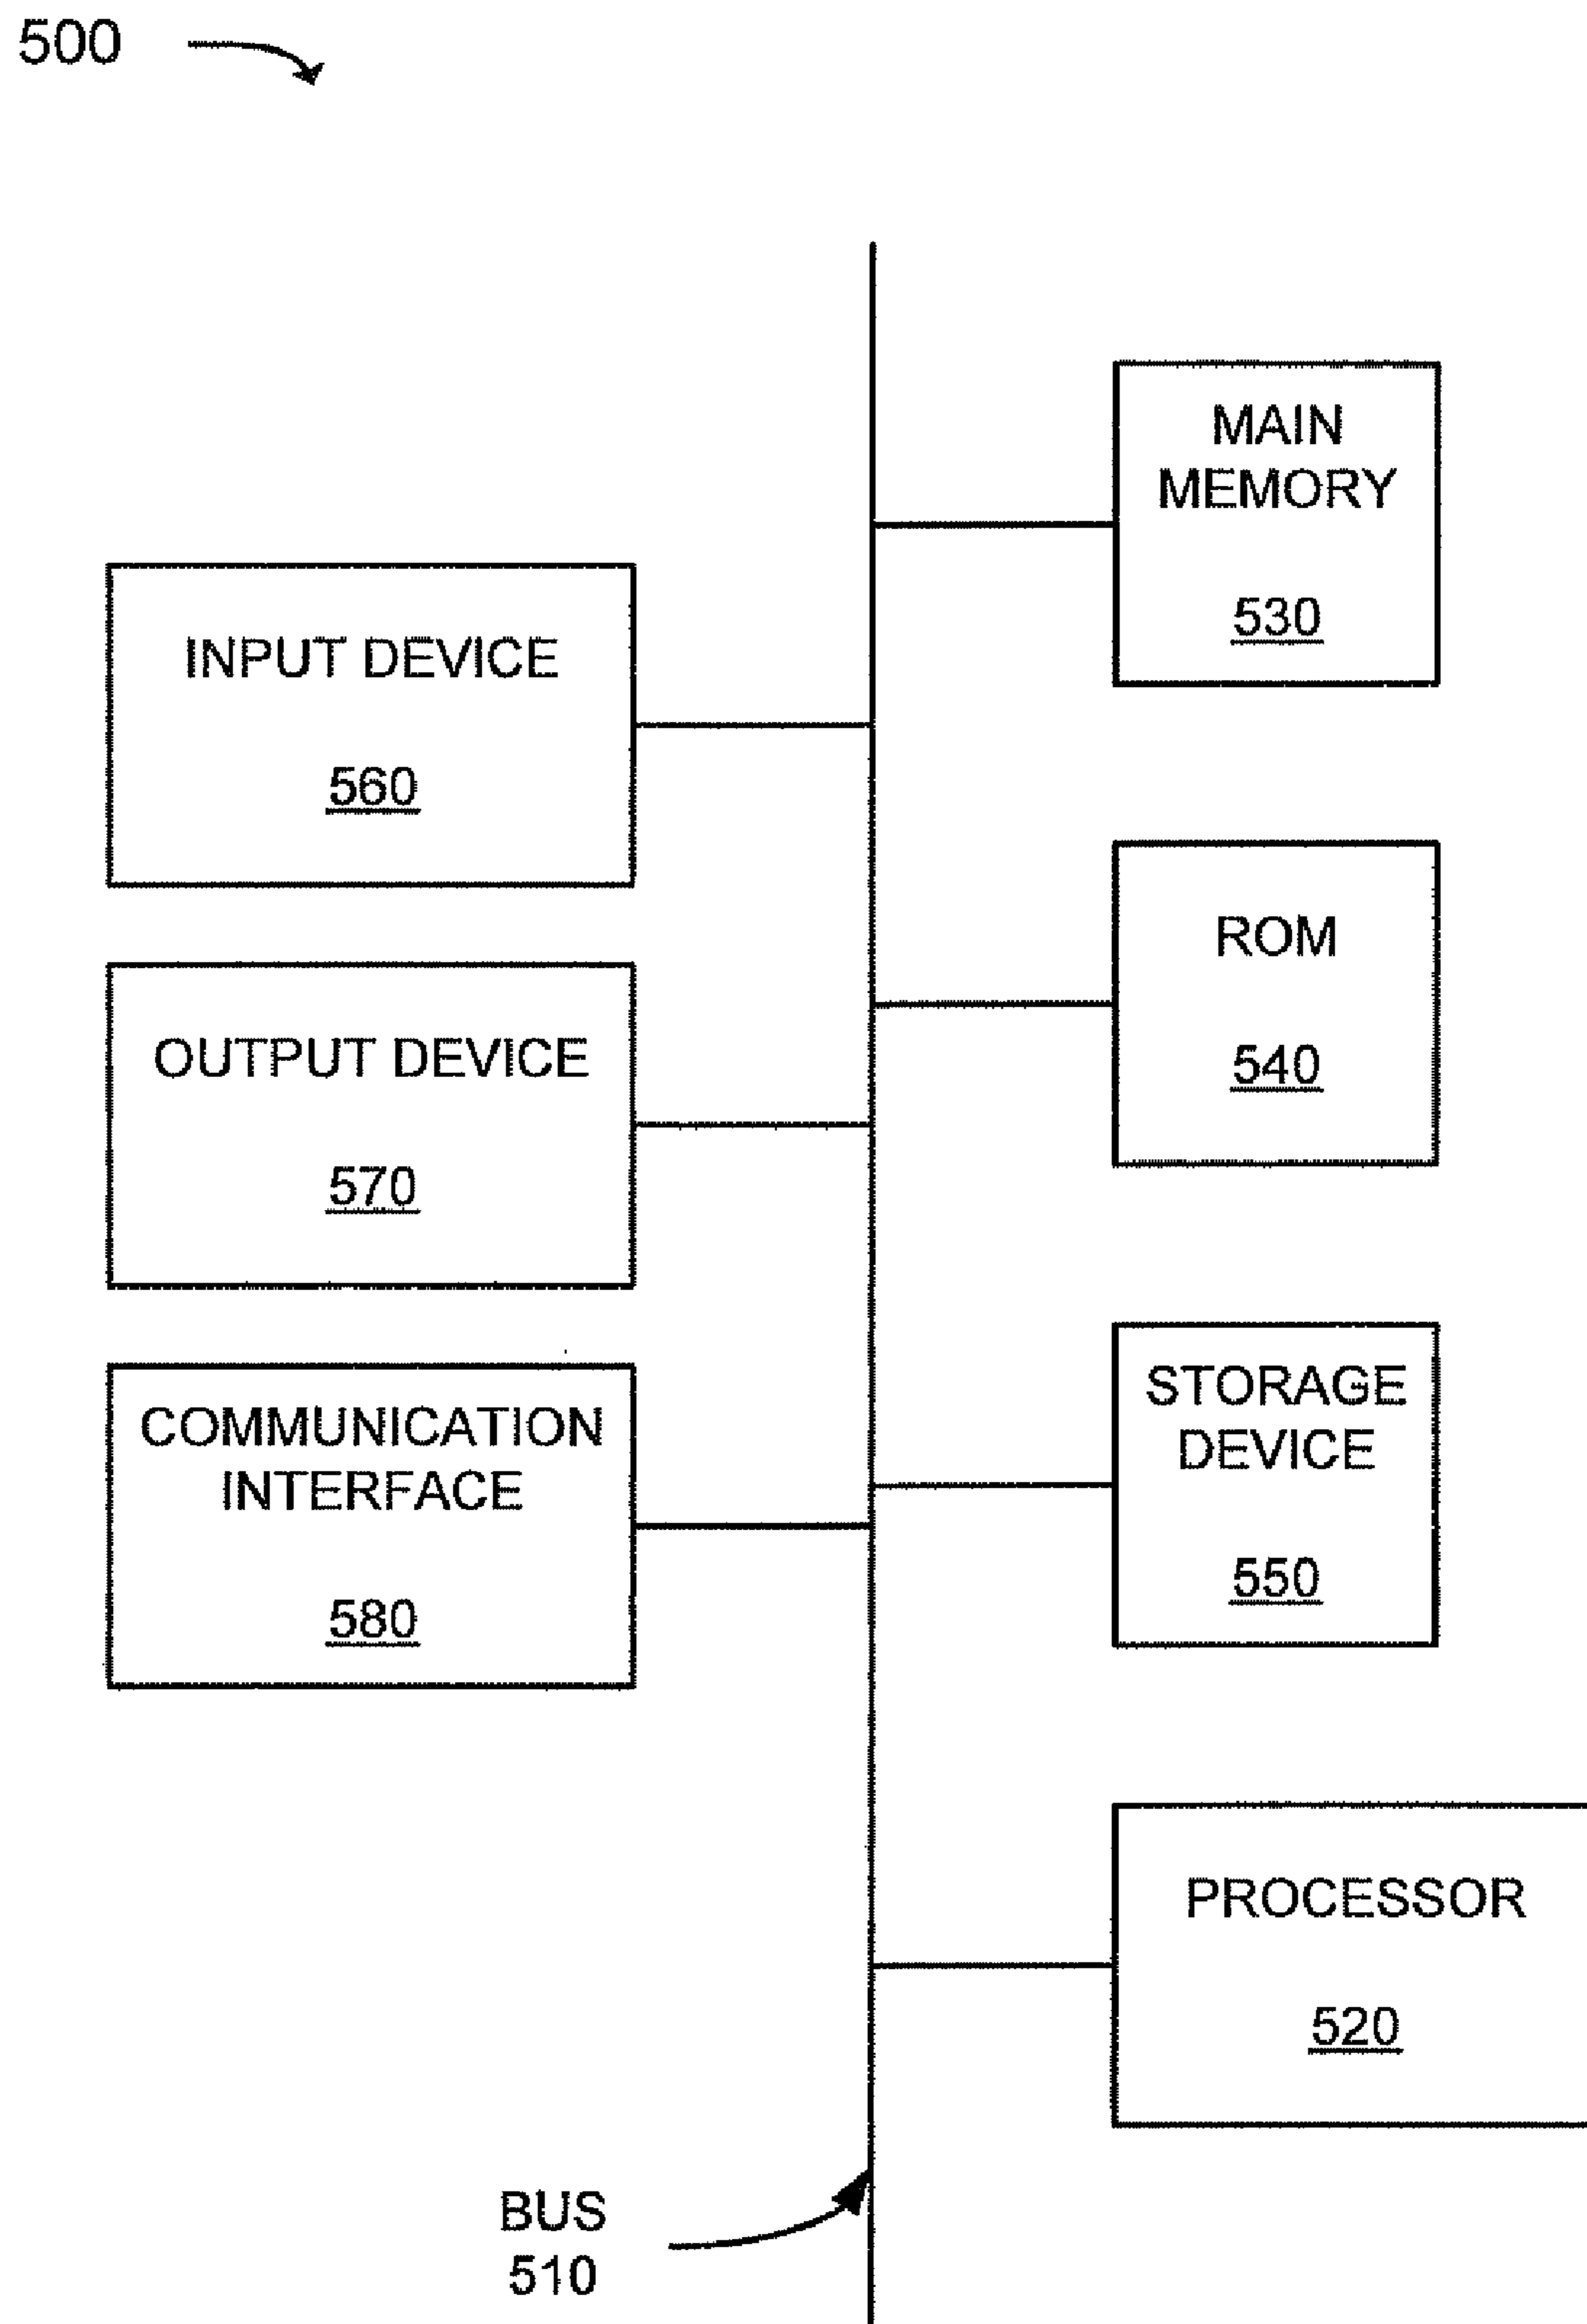 500
MAIN
MEMORY
530
INPUT DEVICE
560
ROM
540
OUTPUT DEVICE
570
STORAGE
DEVICE
550
COMMUNICATION
INTERFACE
580
PROCESSOR
520
BUS
510